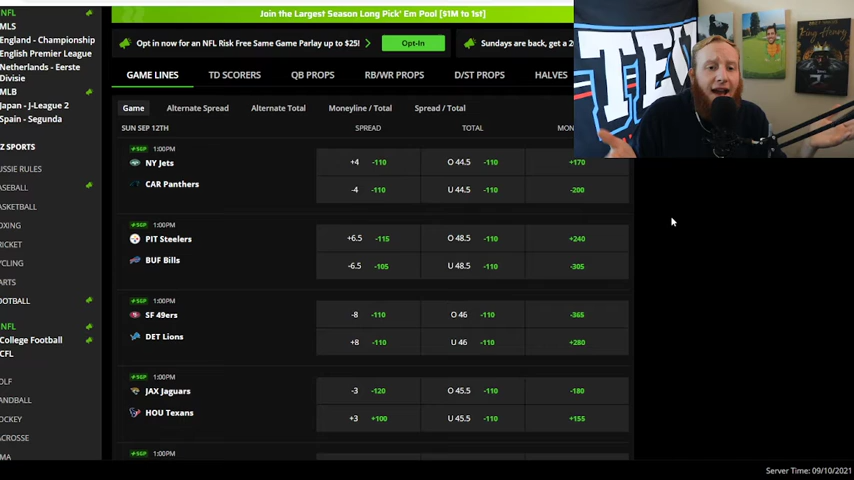 Join the Largest Season Long Pick' Em Pool [$1M to 1st]
NFL
MLS
England - Championship
English Premier League
Netherlands - Eerste
Divisie
MLB
Japan - J-League 2
Spain - Segunda
Z SPORTS
USSIE RULES
ASEBALL
ASKETBALL
OXING
RICKET
YCLING
ARTS
OOTBALL
NFL
College Football
CFL
OLF
ANDBALL
OCKEY
ACROSSE
MA
Opt in now for an NFL Risk Free Same Game Parlay up to $25!
Opt-In
Sundays are back, get a 20
GAME LINES TD SCORERS QB PROPS RB/WR PROPS D/ST PROPS HALVES
Game Alternate Spread Alternate Total Moneyline / Total Spread / Total
SUN SEP 12TH SPREAD TOTAL MON
SGP 1:00PM
NY Jets +4 -110 O 44.5 -110 +170
CAR Panthers -4 -110 U 44.5 -110 -200
SGP 1:00PM
PIT Steelers +6.5 -115 O 48.5 -110 +240
BUF Bills -6.5 -105 U 48.5 -110 -305
SGP 1:00PM
SF 49ers -8 -110 O 46 -110 -365
DET Lions +8 -110 U 46 -110 +280
SGP 1:00PM
JAX Jaguars -3 -120 O 45.5 -110 -180
HOU Texans +3 +100 U 45.5 -110 +155
SGP
TEN
King Henry
Server Time: 09/10/2021